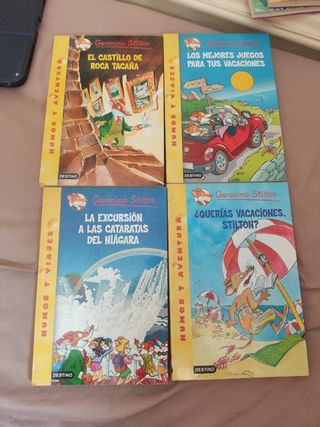 Geronimo Stilton
EL CASTILLO DE
ROCA TACAÑA
HUMOR Y AVENTURA
DESTINO
Geronimo Stilton
LOS MEJORES JUEGOS
PARA TUS VACACIONES
HUMOR Y VIAJES
DESTINO
Geronimo Stilton
LA EXCURSIÓN
A LAS CATARATAS
DEL NIÁGARA
HUMOR Y VIAJES
DESTINO
Geronimo Stilton
¿QUERÍAS VACACIONES,
STILTON?
HUMOR Y AVENTURA
DESTINO